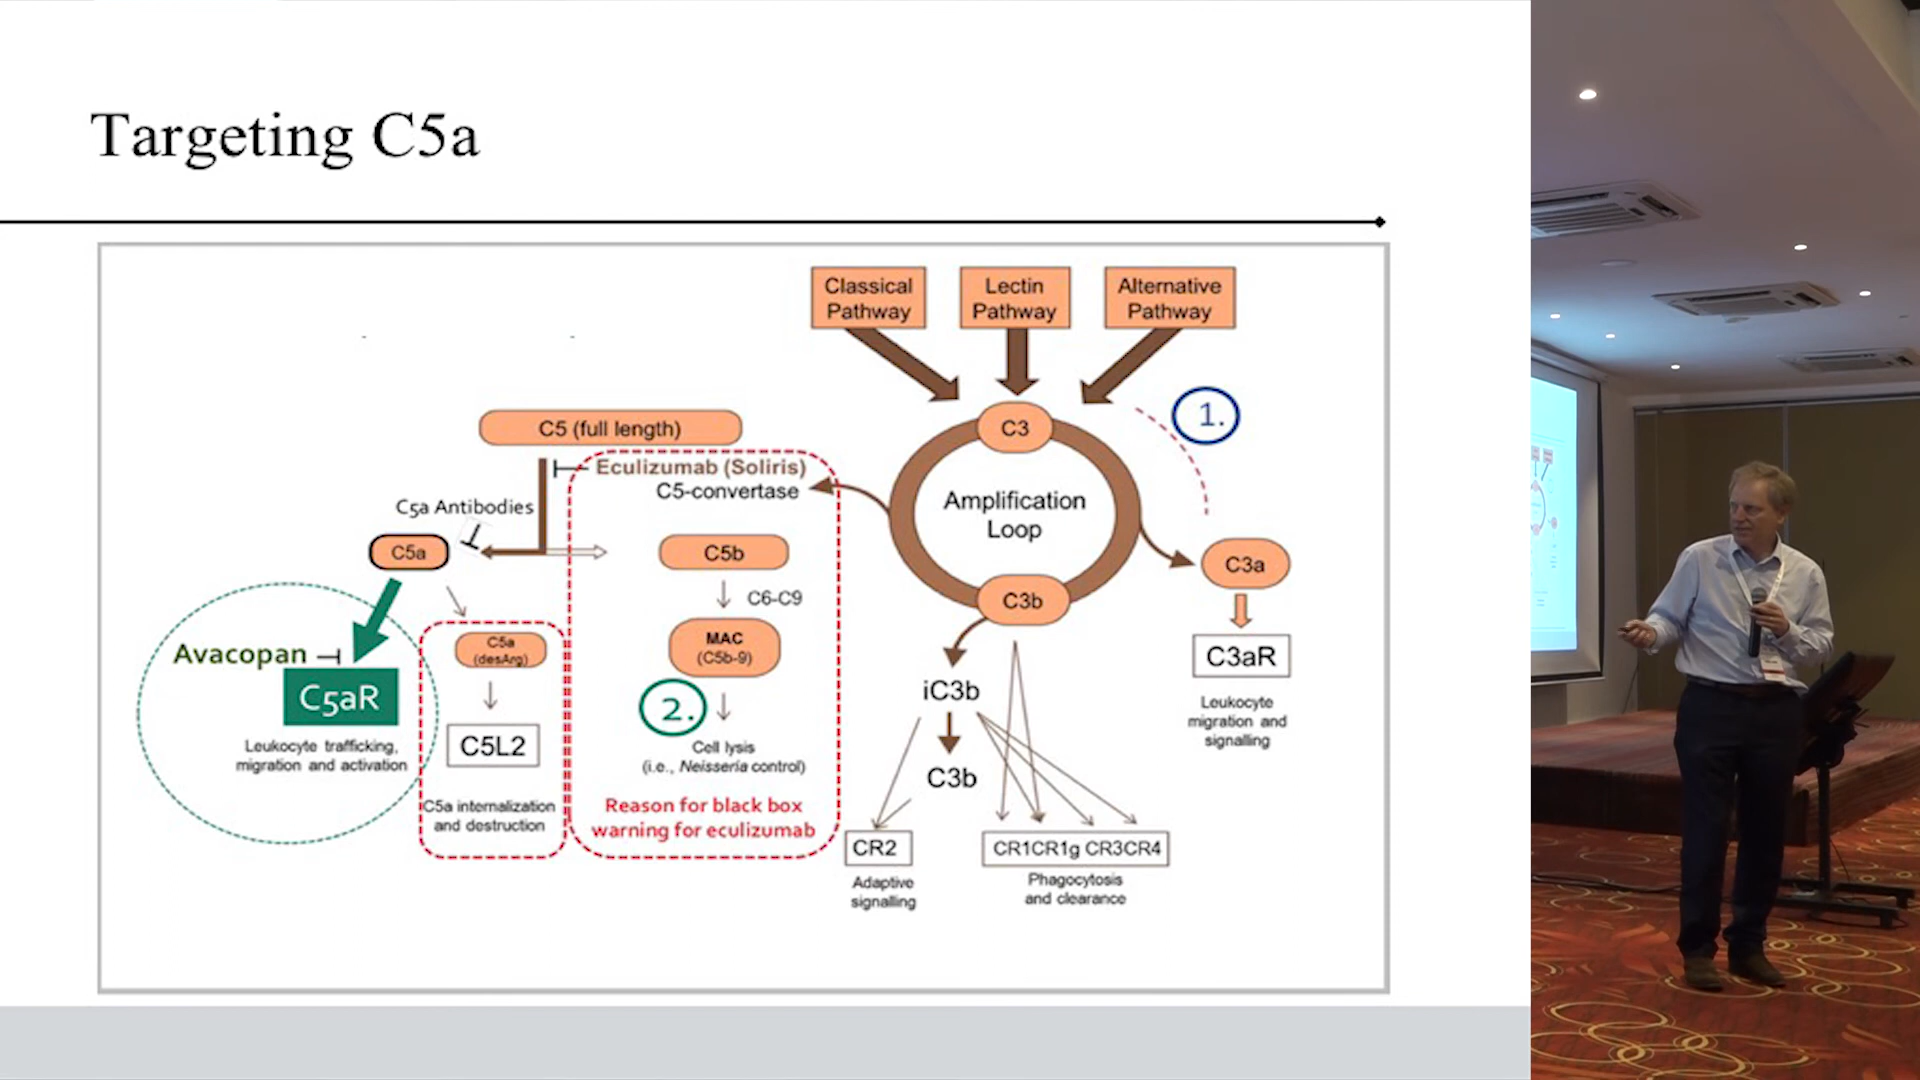 Targeting C5a
Classical
Pathway
Lectin
Pathway
Alternative
Pathway
1.
C3
Amplification
Loop
C3b
C3a
C3aR
Leukocyte
migration and
signalling
C5 (full length)
Eculizumab (Soliris)
C5-convertase
C5a Antibodies
C5a
C5b
C6-C9
MAC
(C5b-9)
2.
Cell lysis
(i.e., Neisseria control)
Reason for black box
warning for eculizumab
Avacopan
C5aR
Leukocyte trafficking,
migration and activation
C5a
(desArg)
C5L2
C5a internalization
and destruction
iC3b
C3b
CR2
Adaptive
signalling
CR1CR1g CR3CR4
Phagocytosis
and clearance